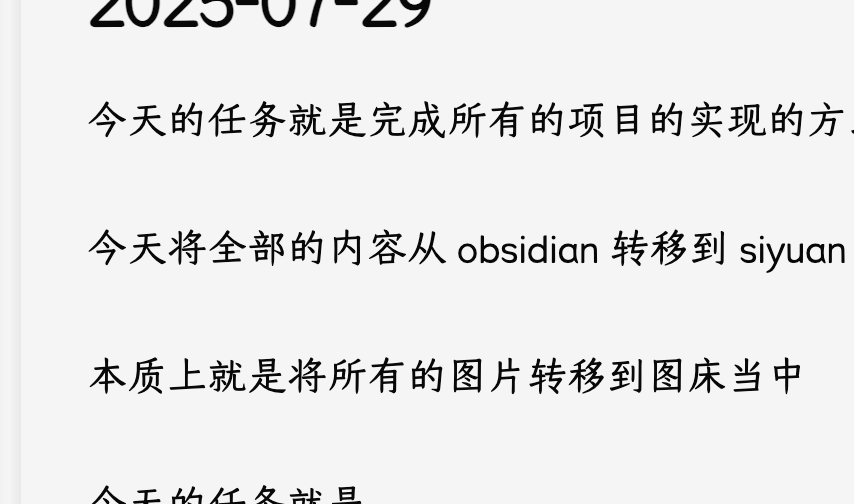 2025-07-29
今天的任务就是完成所有的项目的实现的方
今天将全部的内容从 obsidian 转移到 siyuan
本质上就是将所有的图片转移到图床当中
今天的任务就是